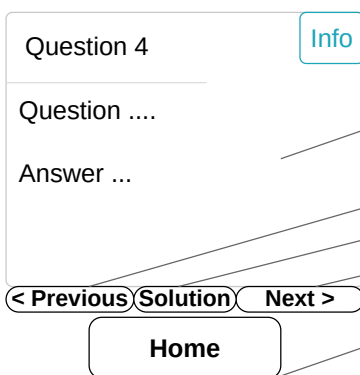 Question 4
Info
Question ....
Answer ...
< Previous
Solution
Next >
Home